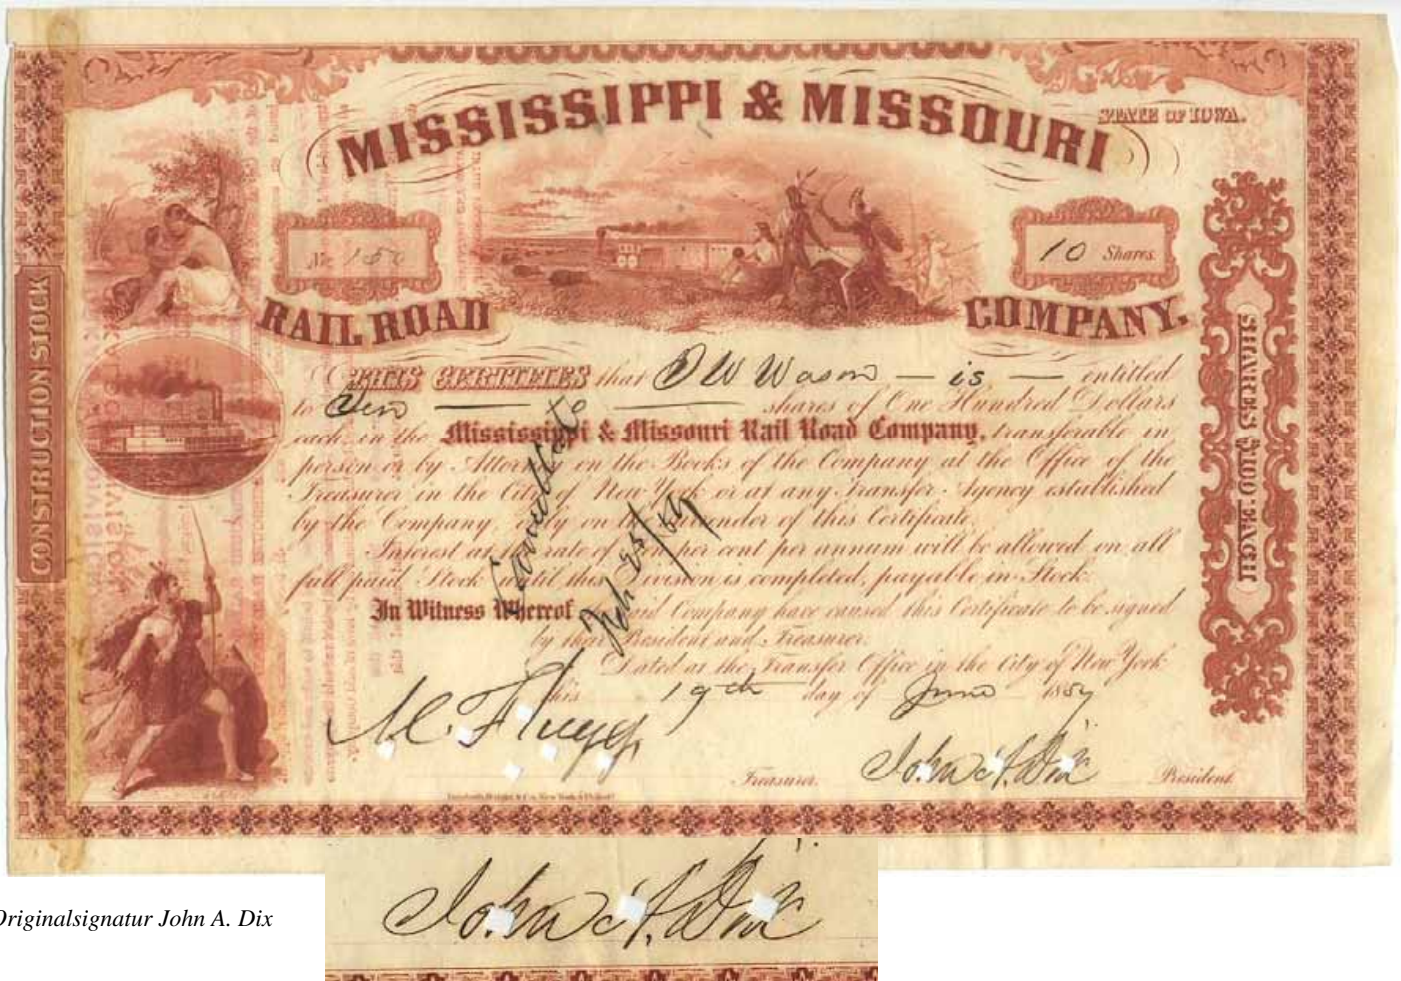 MISSISSIPPI & MISSOURI
STATE OF IOWA.
No. 150
10 Shares.
RAIL ROAD COMPANY.
CONSTRUCTION STOCK
SHARES $100 EACH
THIS CERTIFIES that D W Wason — is — entitled
to Ten shares of One Hundred Dollars
each in the Mississippi & Missouri Rail Road Company, transferable in
person or by Attorney on the Books of the Company at the Office of the
Treasurer in the City of New York or at any Transfer Agency established
by the Company, only on the surrender of this Certificate.
Interest at rate of ten per cent per annum will be allowed on all
full paid Stock until this Division is completed, payable in Stock.
In Witness Whereof said Company have caused this Certificate to be signed
by their President and Treasurer.
Dated at the Transfer Office in the City of New York
this 19th day of June 1857
Treasurer. John A. Dix President.
John A. Dix
Originalsignatur John A. Dix